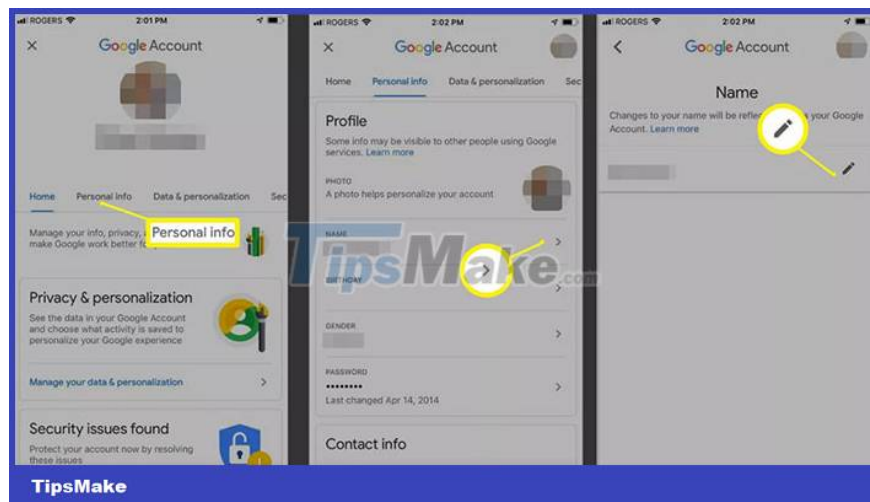 ROGERS 2:01 PM
Google Account
Home Personal info Data & personalization Sec
Manage your info, privacy,
make Google work better f
Personal info
Privacy & personalization
See the data in your Google Account
and choose what activity is saved to
personalize your Google experience
Manage your data & personalization
Security issues found
Protect your account now by resolving
these issues
ROGERS 2:02 PM
Google Account
Home Personal info Data & personalization Sec
Profile
Some info may be visible to other people using Google
services. Learn more
PHOTO
A photo helps personalize your account
NAME
BIRTHDAY
GENDER
PASSWORD
••••••••
Last changed Apr 14, 2014
Contact info
ROGERS 2:02 PM
Google Account
Name
Changes to your name will be refle your Google
Account. Learn more
TipsMake.com
TipsMake